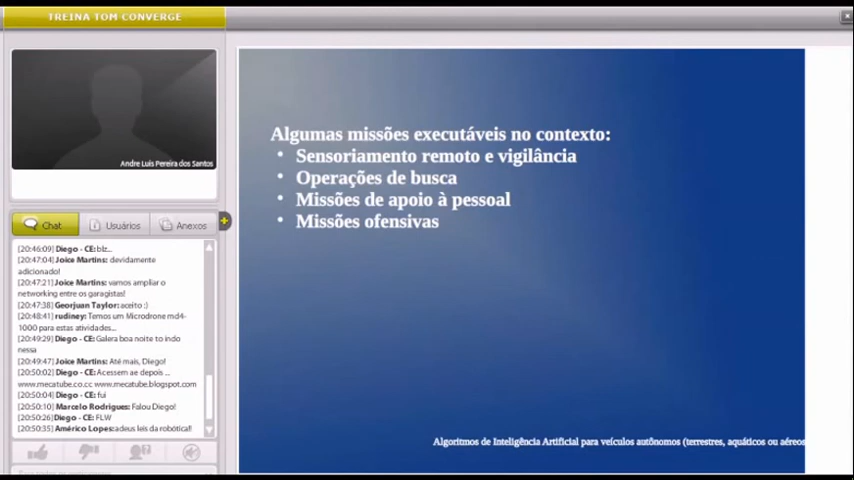 TREINA TOM CONVERGE
Andre Luis Pereira dos Santos
Chat
Usuários
Anexos
[20:46:09] Diego - CE: blz...
[20:47:04] Joice Martins: devidamente
adicionado!
[20:47:21] Joice Martins: vamos ampliar o
networking entre os garagistas!
[20:47:38] Georjuan Taylor: aceito :)
[20:48:41] rudiney: Temos um Microdrone md4-
1000 para estas atividades...
[20:49:29] Diego - CE: Galera boa noite to indo
nessa
[20:49:47] Joice Martins: Até mais, Diego!
[20:50:02] Diego - CE: Acessem ae depois ...
www.mecatube.co.cc www.mecatube.blogspot.com
[20:50:04] Diego - CE: fui
[20:50:10] Marcelo Rodrigues: Falou Diego!
[20:50:26] Diego - CE: FLW
[20:50:35] Américo Lopes: adeus leis da robótica!!
Algumas missões executáveis no contexto:
• Sensoriamento remoto e vigilância
• Operações de busca
• Missões de apoio à pessoal
• Missões ofensivas
Algoritmos de Inteligência Artificial para veículos autônomos (terrestres, aquáticos ou aéreos